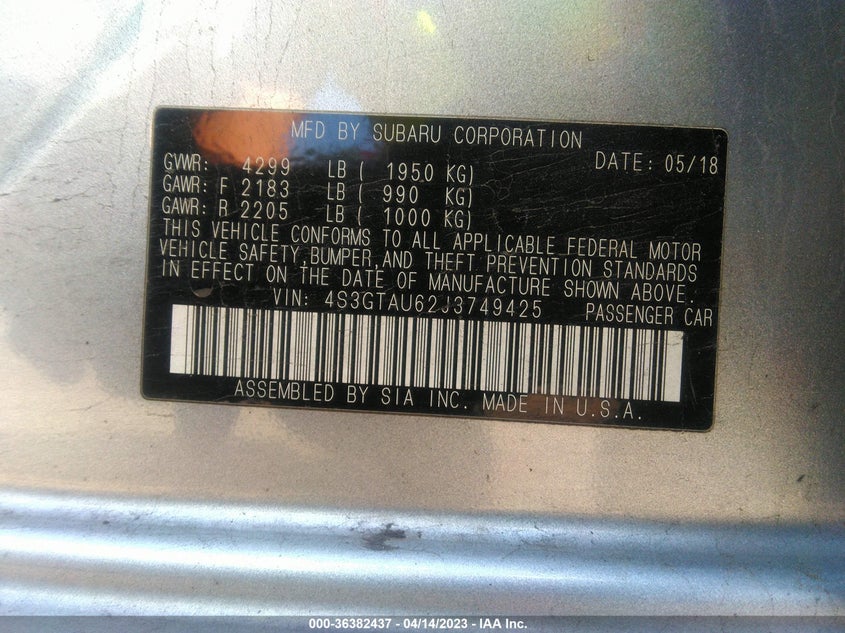 MFD BY SUBARU CORPORATION
GVWR: 4299 LB ( 1950 KG) DATE: 05/18
GAWR: F 2183 LB ( 990 KG)
GAWR: R 2205 LB ( 1000 KG)
THIS VEHICLE CONFORMS TO ALL APPLICABLE FEDERAL MOTOR
VEHICLE SAFETY,BUMPER,AND THEFT PREVENTION STANDARDS
IN EFFECT ON THE DATE OF MANUFACTURE SHOWN ABOVE.
VIN: 4S3GTAU62J3749425 PASSENGER CAR
ASSEMBLED BY SIA INC. MADE IN U.S.A.
000-36382437 - 04/14/2023 - IAA Inc.